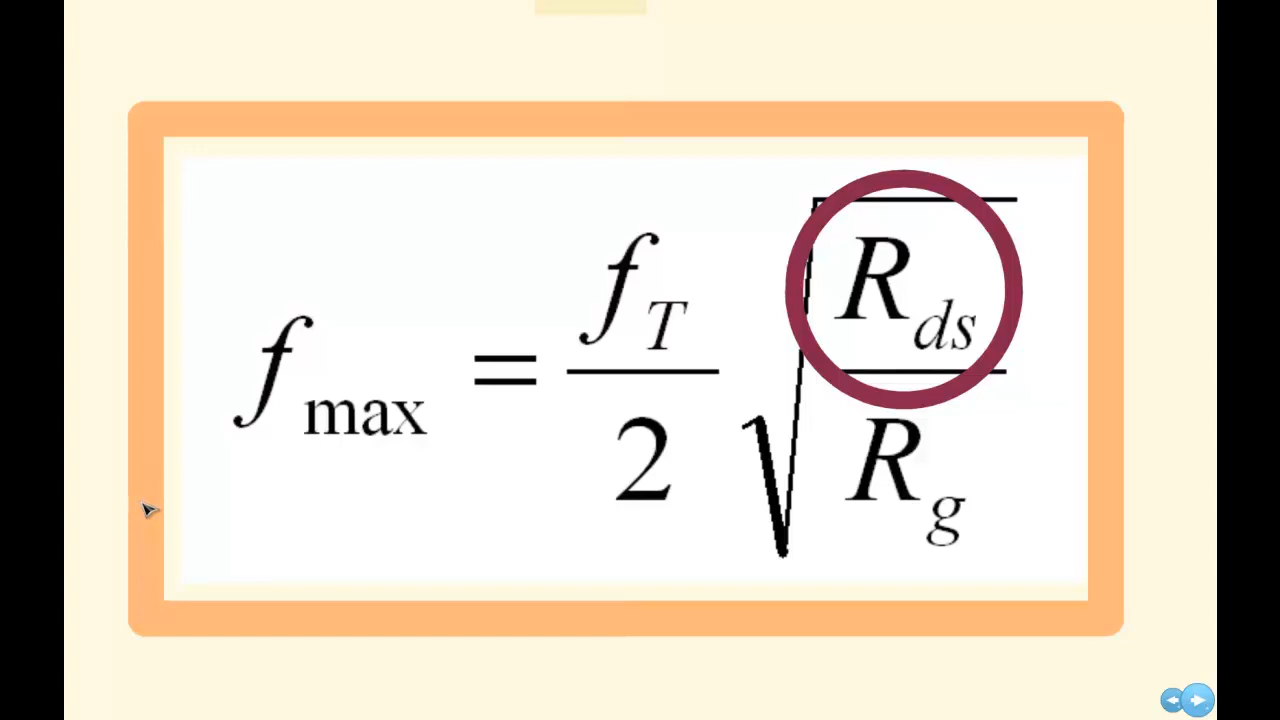 f_max = f_T / 2 √(R_ds / R_g)